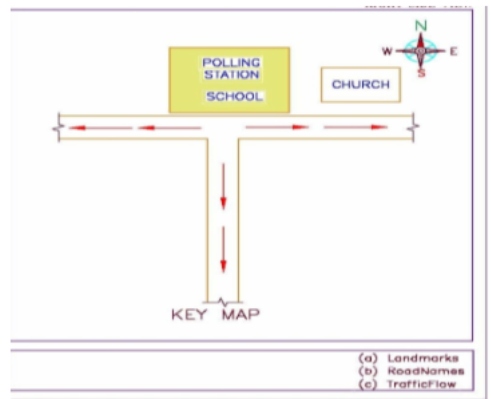 N
W E
S
POLLING
STATION
SCHOOL
CHURCH
KEY MAP
(a) Landmarks
(b) RoadNames
(c) TrafficFlow